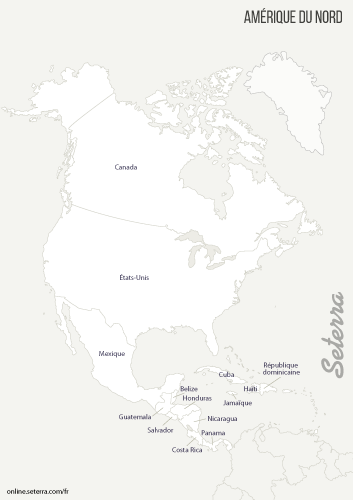 AMÉRIQUE DU NORD
Canada
États-Unis
Seterra
Mexique
République
dominicaine
Cuba
Haïti
Belize
Honduras
Jamaïque
Guatemala
Nicaragua
Salvador
Panama
Costa Rica
online.seterra.com/fr